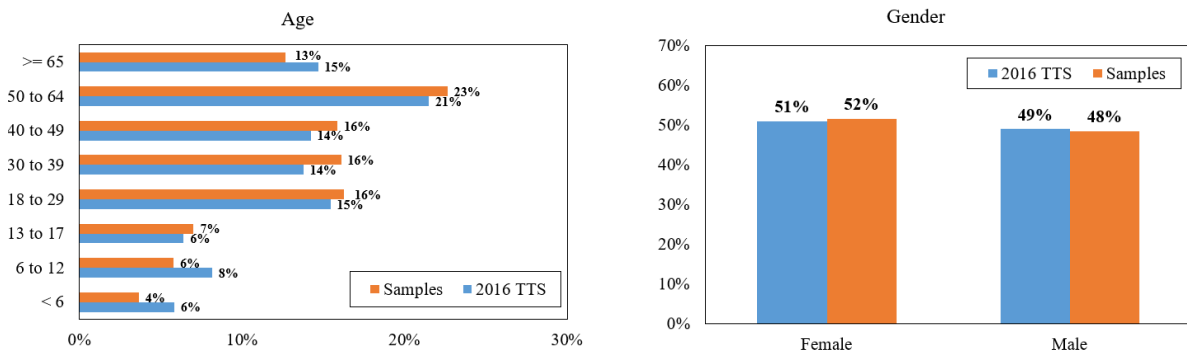 Age
>= 65
13%
15%
50 to 64
23%
21%
40 to 49
16%
14%
30 to 39
16%
14%
18 to 29
16%
15%
13 to 17
7%
6%
6 to 12
6%
8%
< 6
4%
6%
Samples 2016 TTS
0% 10% 20% 30%
Gender
70%
60%
50%
40%
30%
20%
10%
0%
2016 TTS Samples
51% 52% 49% 48%
Female Male